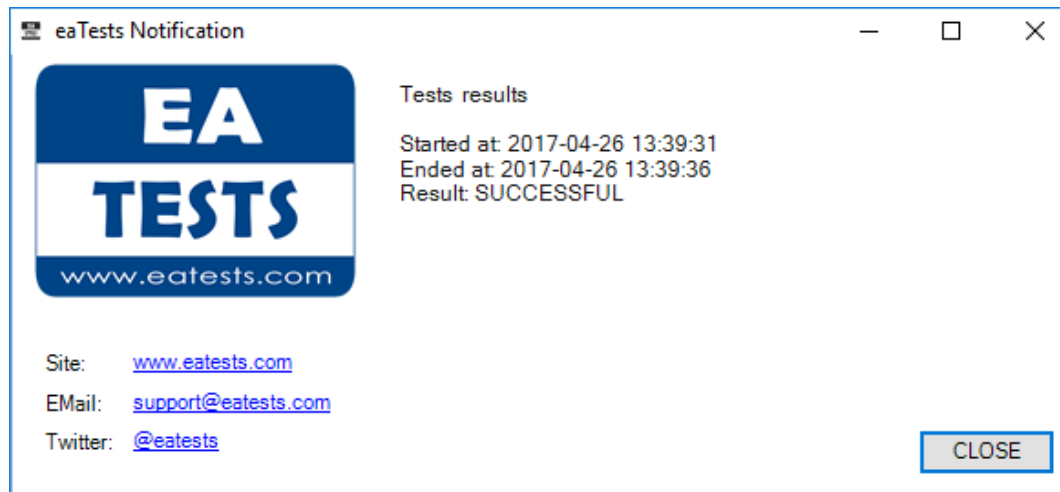 eaTests Notification
EA
TESTS
www.eatests.com
Tests results
Started at: 2017-04-26 13:39:31
Ended at: 2017-04-26 13:39:36
Result: SUCCESSFUL
Site: www.eatests.com
EMail: support@eatests.com
Twitter: @eatests
CLOSE